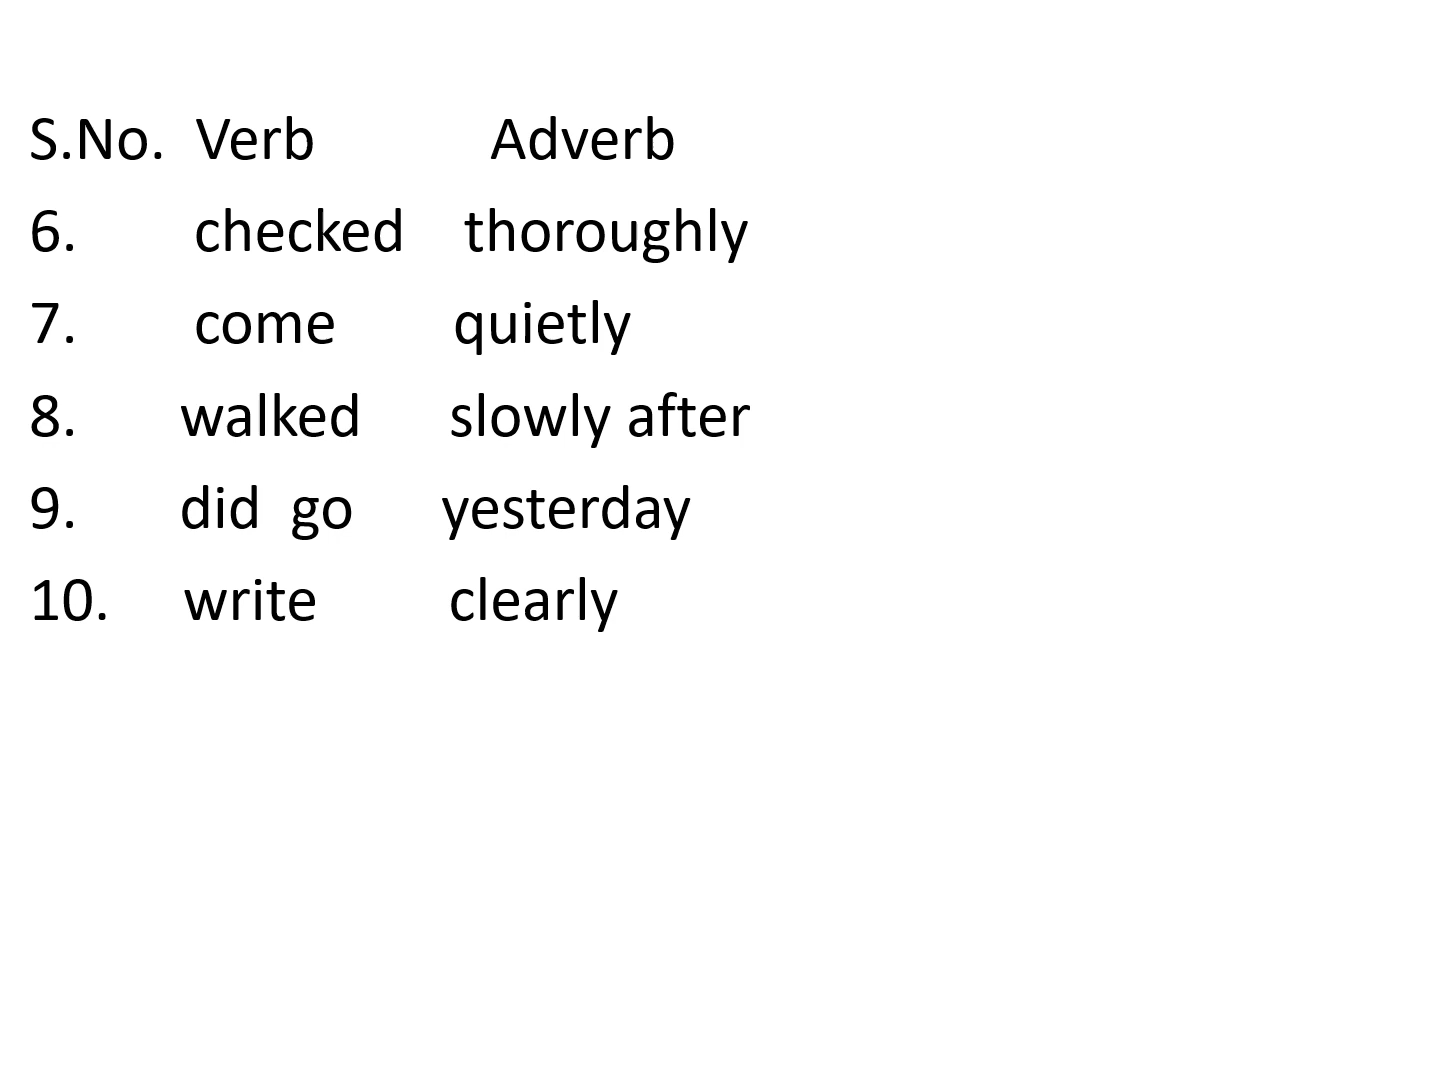 S.No. Verb Adverb
6. checked thoroughly
7. come quietly
8. walked slowly after
9. did go yesterday
10. write clearly